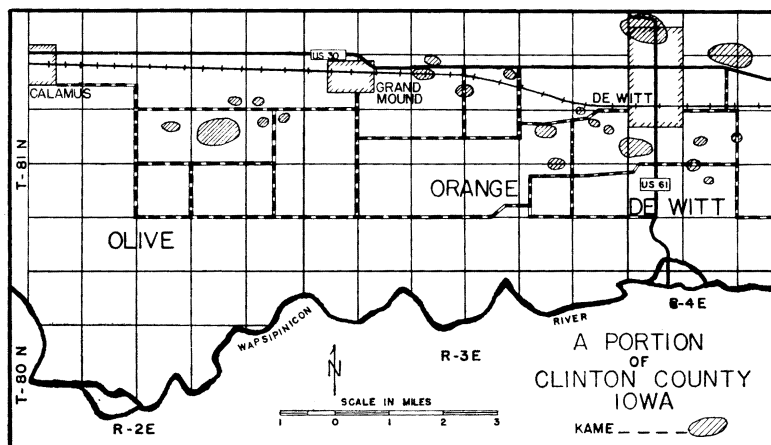 US 30
CALAMUS
GRAND
MOUND
DE WITT
T-81 N
ORANGE
US 61
OLIVE
DE WITT
R-4E
WAPSIPINICON
RIVER
T-80 N
N
R-3E
A PORTION
OF
CLINTON COUNTY
IOWA
SCALE IN MILES
1 0 1 2 3
R-2E
KAME